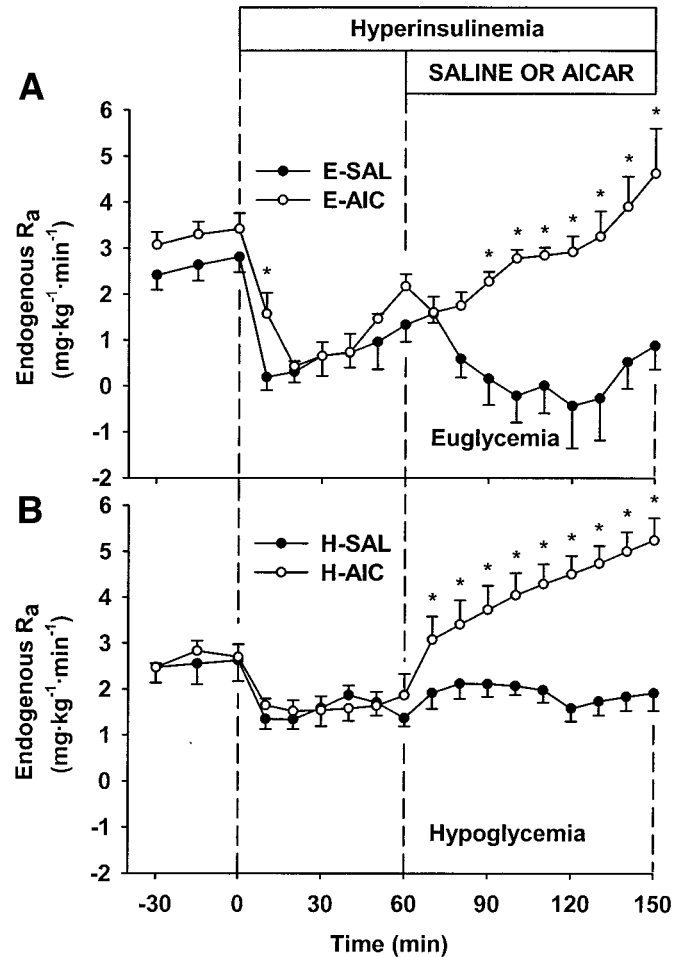 Hyperinsulinemia
SALINE OR AICAR
A
6
5
4
3
2
1
0
-1
-2
Endogenous Ra
(mg·kg-1·min-1)
E-SAL
E-AIC
*
*
*
*
*
*
*
*
Euglycemia
B
6
5
4
3
2
1
0
-1
-2
Endogenous Ra
(mg·kg-1·min-1)
H-SAL
H-AIC
*
*
*
*
*
*
*
*
*
Hypoglycemia
-30 0 30 60 90 120 150
Time (min)